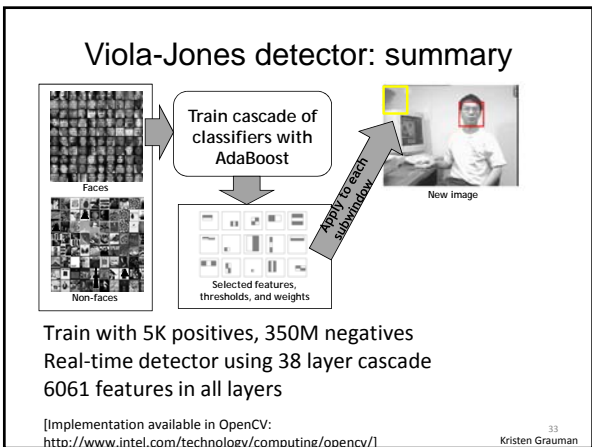 Viola-Jones detector: summary
Faces
Non-faces
Train cascade of
classifiers with
AdaBoost
Selected features,
thresholds, and weights
Apply to each
subwindow
New image
Train with 5K positives, 350M negatives
Real-time detector using 38 layer cascade
6061 features in all layers
[Implementation available in OpenCV:
http://www.intel.com/technology/computing/opencv/]
33
Kristen Grauman